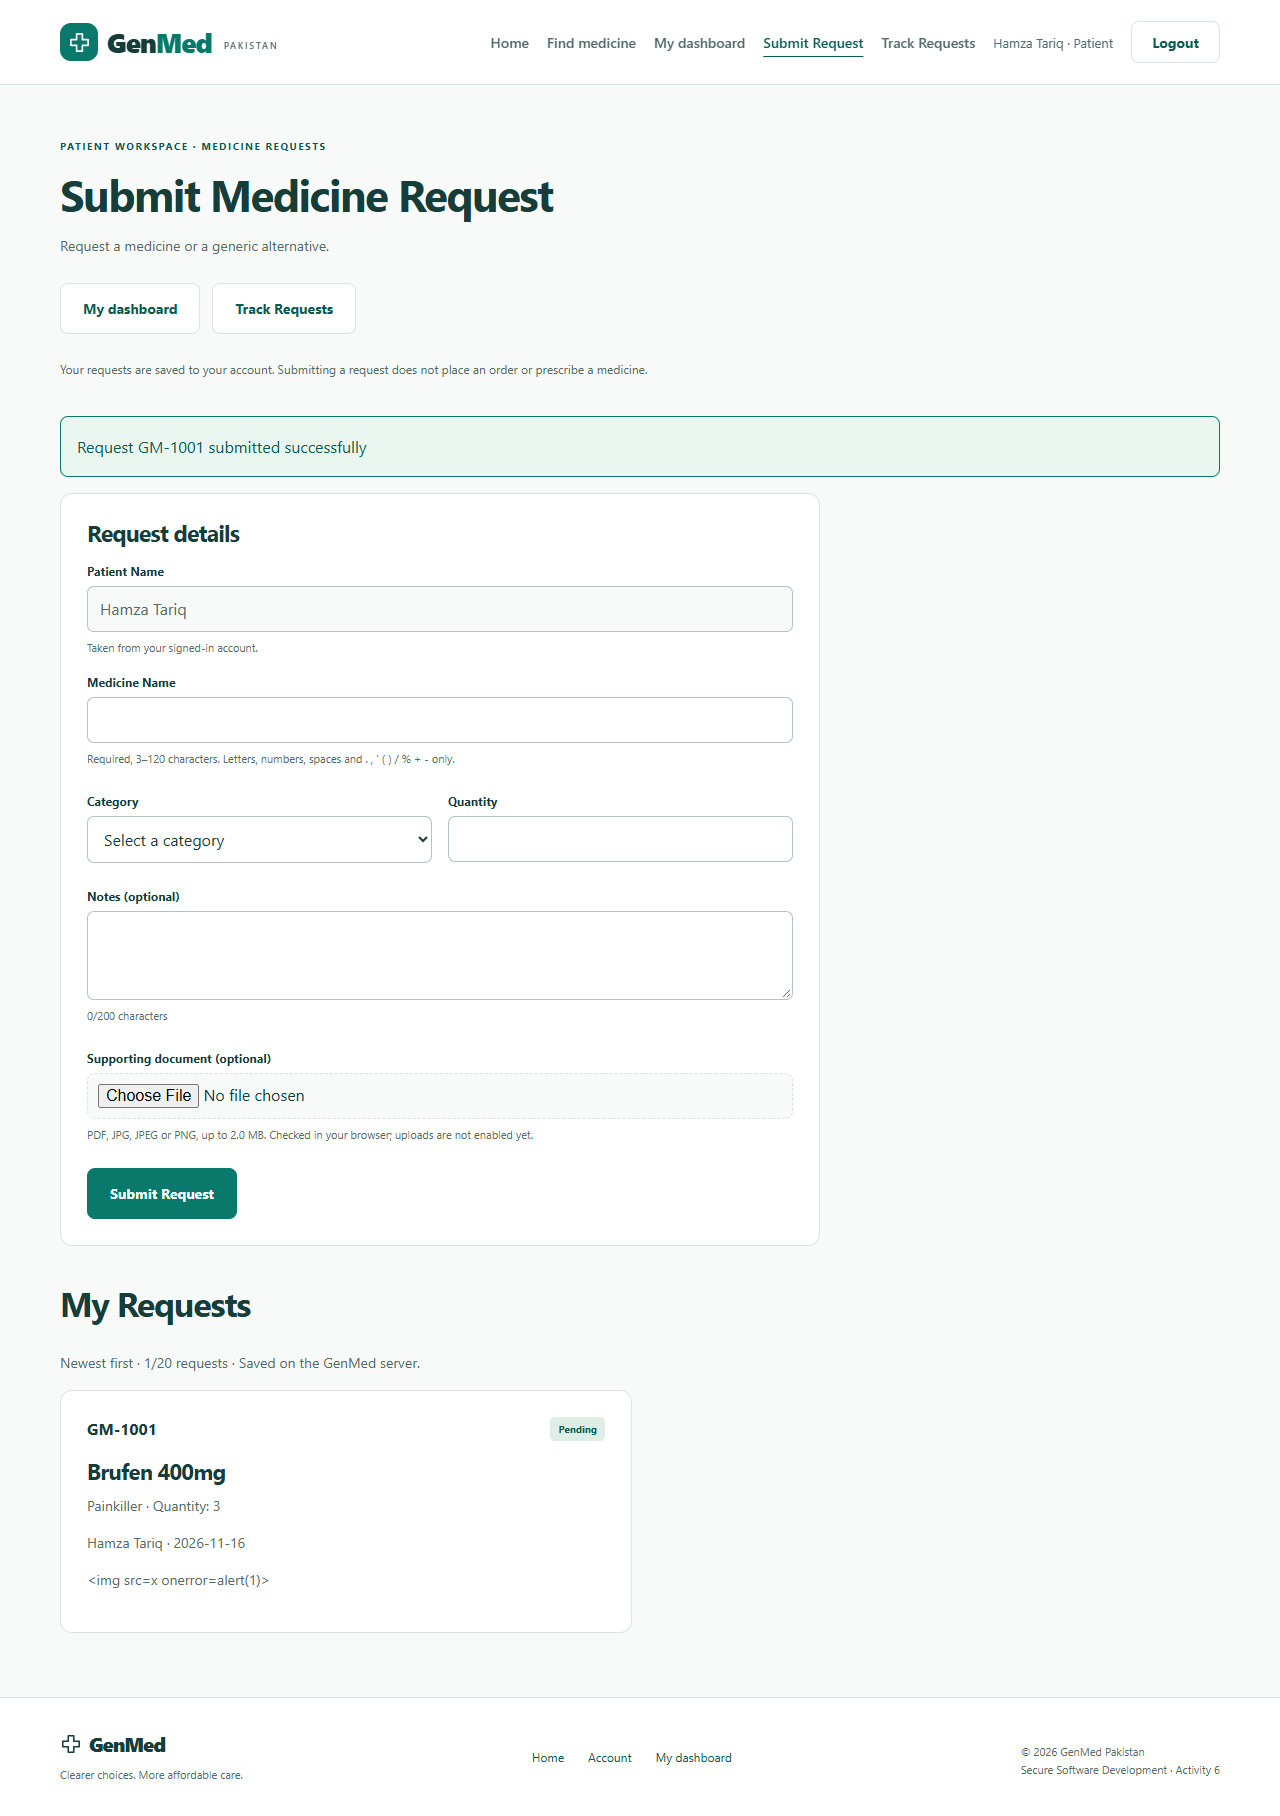 GenMed PAKISTAN
Home Find medicine My dashboard Submit Request Track Requests Hamza Tariq · Patient Logout
PATIENT WORKSPACE · MEDICINE REQUESTS
Submit Medicine Request
Request a medicine or a generic alternative.
My dashboard Track Requests
Your requests are saved to your account. Submitting a request does not place an order or prescribe a medicine.
Request GM-1001 submitted successfully
Request details
Patient Name
Hamza Tariq
Taken from your signed-in account.
Medicine Name
Required, 3–120 characters. Letters, numbers, spaces and . , ' ( ) / % + - only.
Category Quantity
Select a category
Notes (optional)
0/200 characters
Supporting document (optional)
Choose File No file chosen
PDF, JPG, JPEG or PNG, up to 2.0 MB. Checked in your browser; uploads are not enabled yet.
Submit Request
My Requests
Newest first · 1/20 requests · Saved on the GenMed server.
GM-1001 Pending
Brufen 400mg
Painkiller · Quantity: 3
Hamza Tariq · 2026-11-16
<img src=x onerror=alert(1)>
GenMed
Clearer choices. More affordable care.
Home Account My dashboard
© 2026 GenMed Pakistan
Secure Software Development · Activity 6